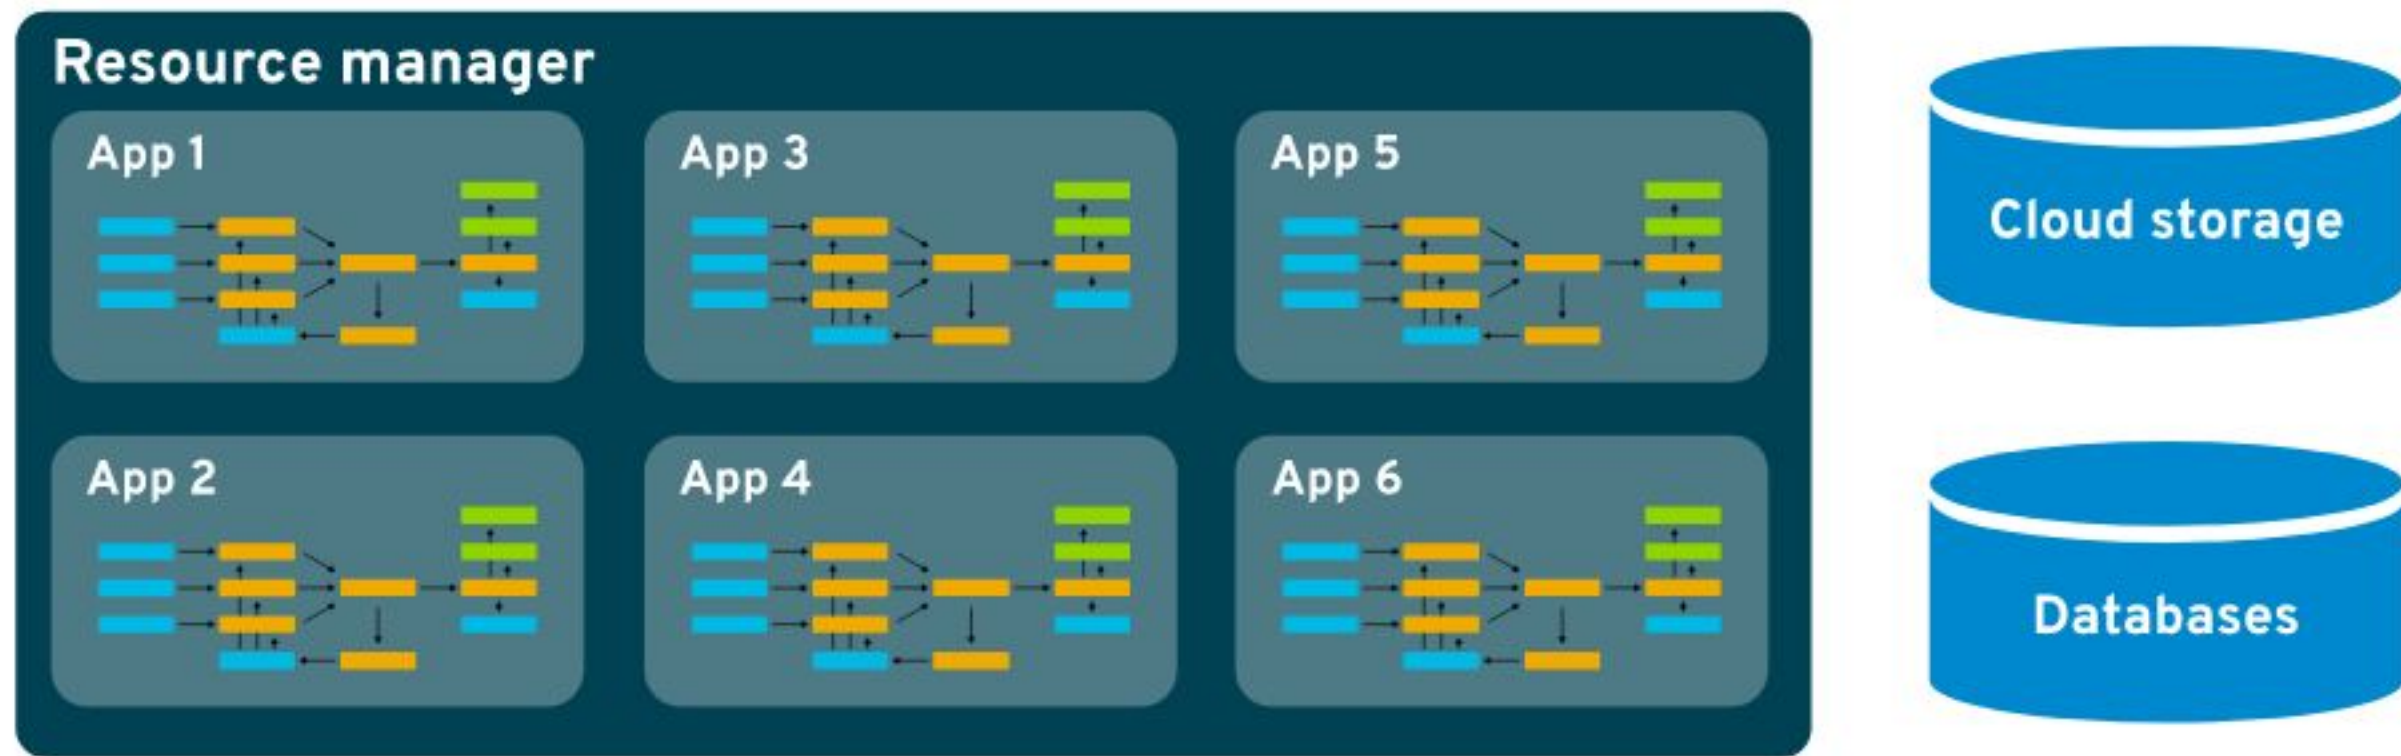 Resource manager
App 1
App 3
App 5
App 2
App 4
App 6
Cloud storage
Databases